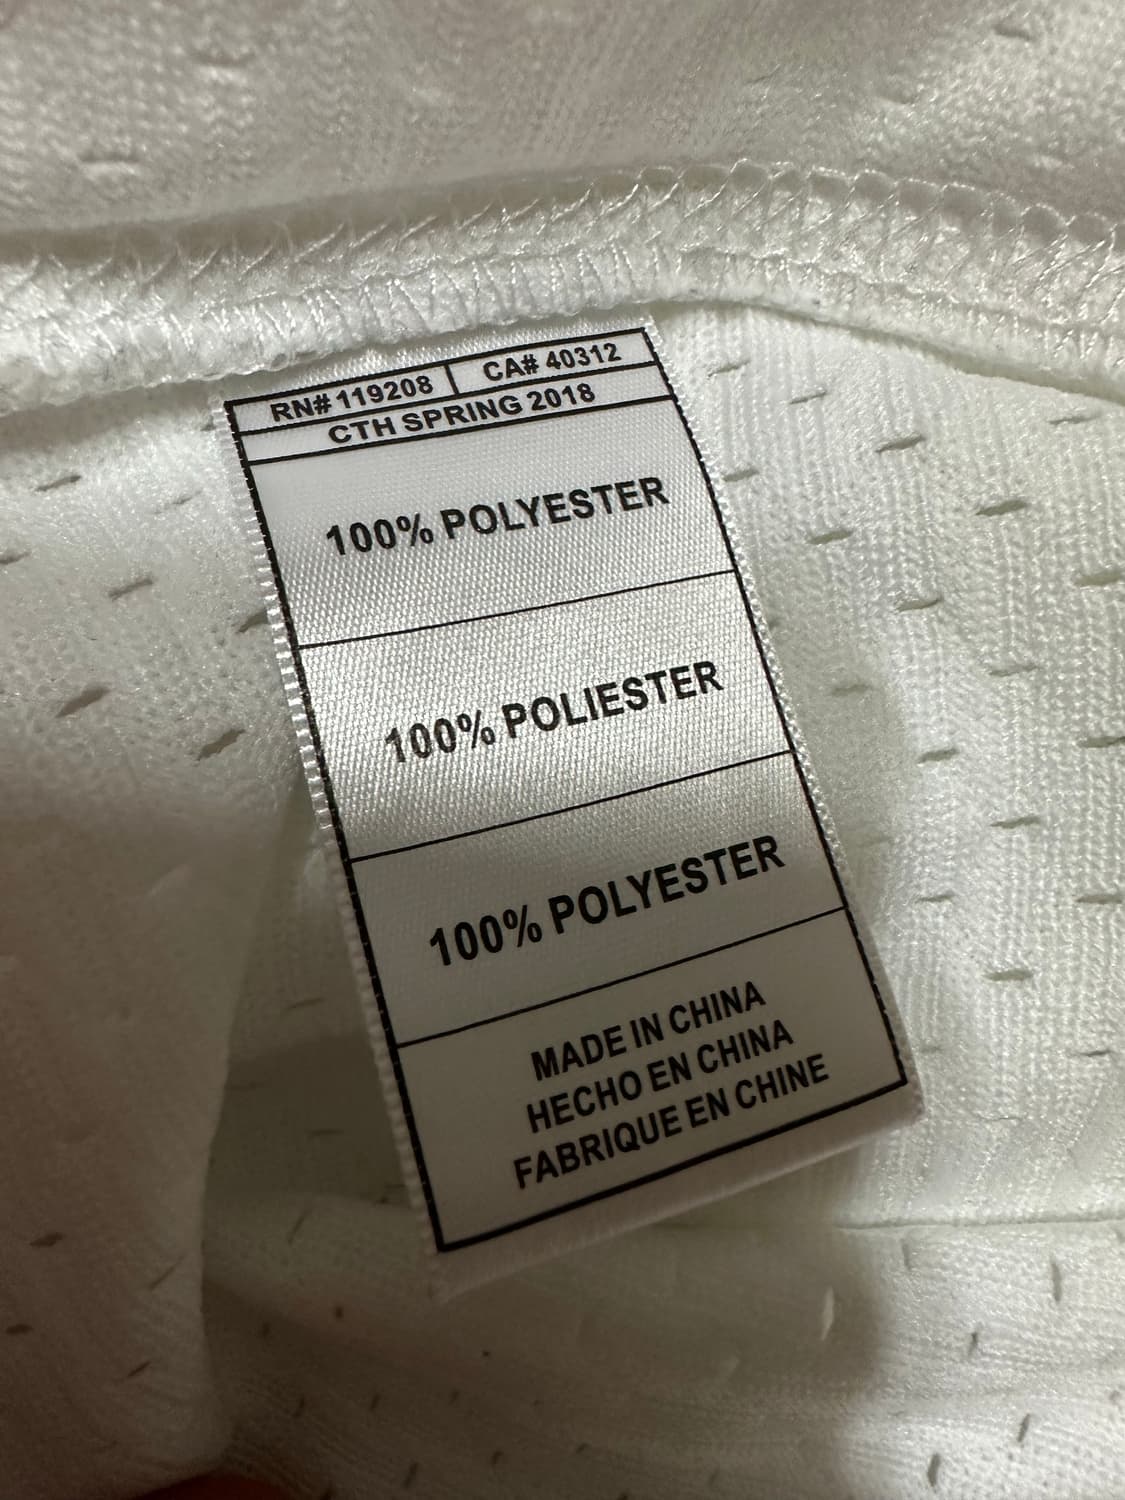 RN# 119208 CA# 40312
CTH SPRING 2018
100% POLYESTER
100% POLIESTER
100% POLYESTER
MADE IN CHINA
HECHO EN CHINA
FABRIQUE EN CHINE